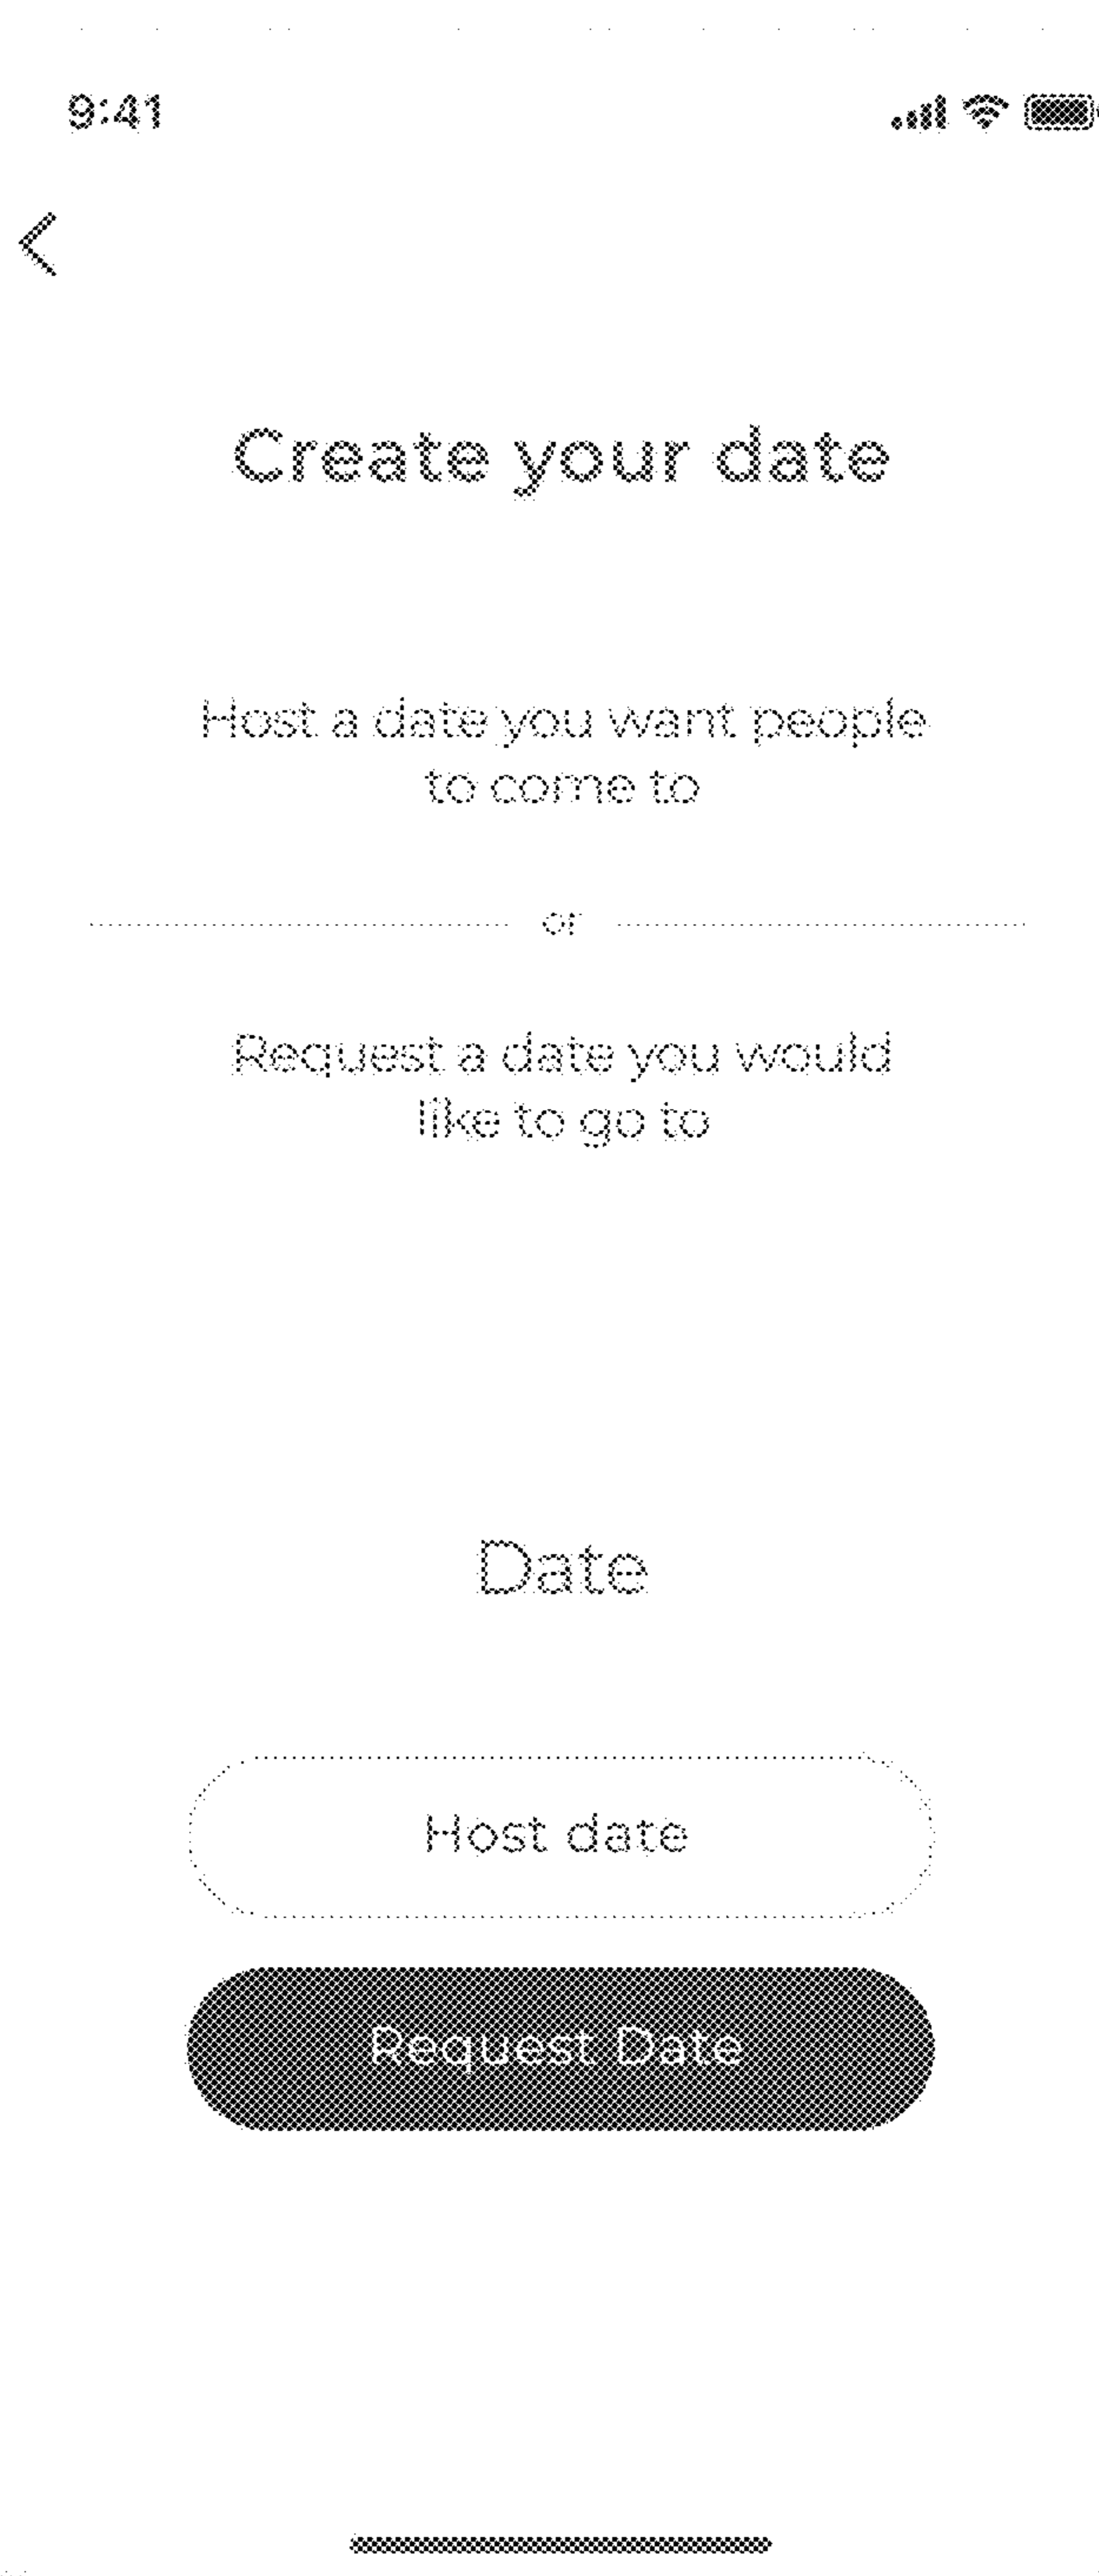 9:41
Create your date
Host a date you want people
to come to
or
Request a date you would
like to go to
Date
Host date
Request Date